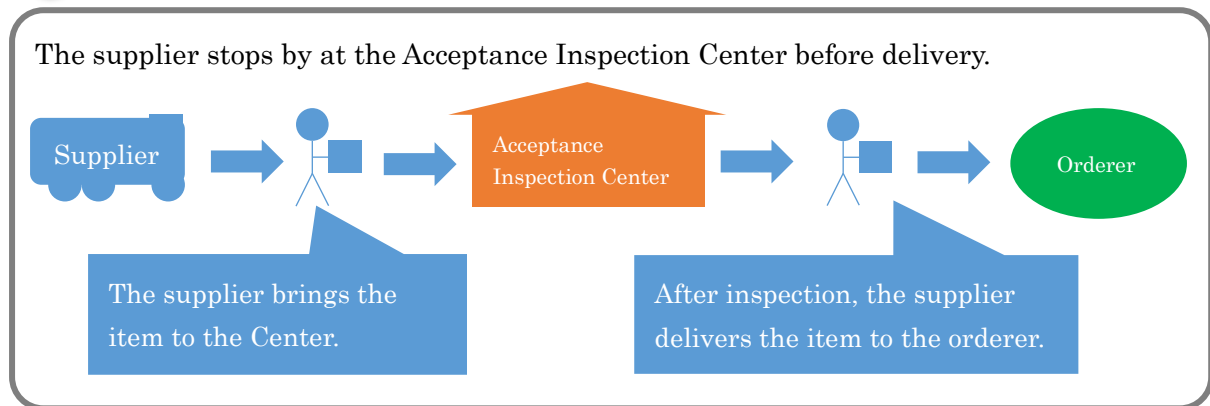 The supplier stops by at the Acceptance Inspection Center before delivery.
Supplier
Acceptance
Inspection Center
Orderer
The supplier brings the
item to the Center.
After inspection, the supplier
delivers the item to the orderer.